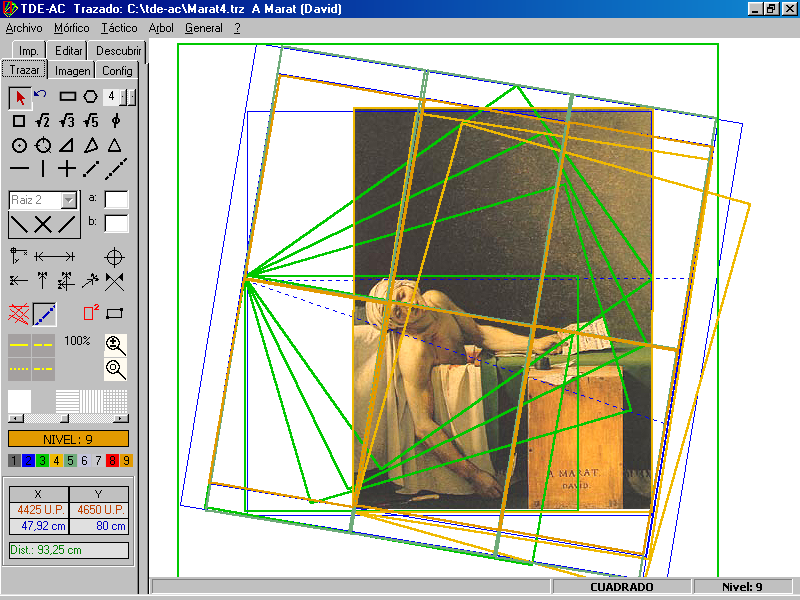 TDE-AC Trazado: C:\tde-ac\Marat4.trz A Marat (David)
Archivo Mórfico Táctico Arbol General ?
Imp. Editar Descubrir
Trazar Imagen Config
4
√2 √3 √5 ϕ
Raiz 2 a:
b:
2
100%
NIVEL: 9
1 2 3 4 5 6 7 8 9
X Y
4425 U.P. 4650 U.P.
47,92 cm 80 cm
Dist.: 93,25 cm
A MARAT.
DAVID.
CUADRADO Nivel: 9